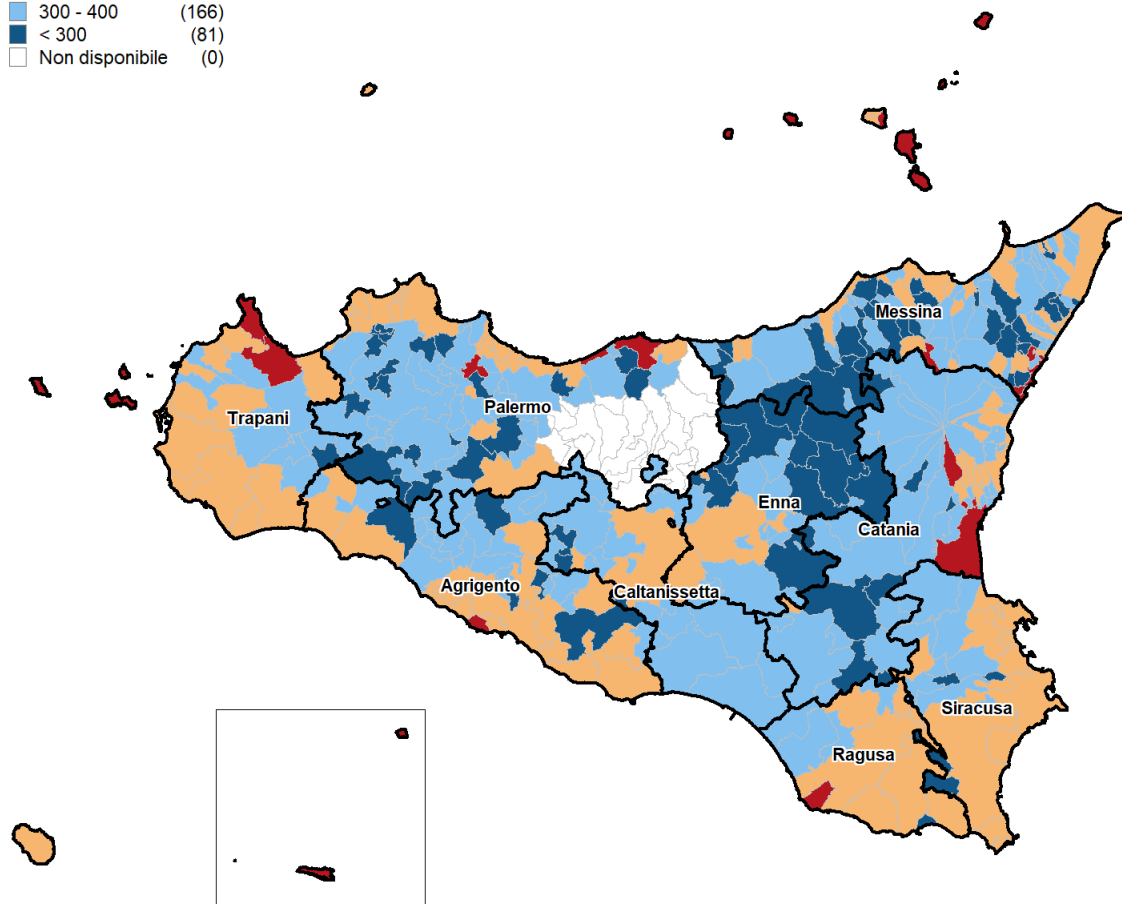 300 - 400 (166)
< 300 (81)
Non disponibile (0)
Messina
Trapani
Palermo
Enna
Catania
Agrigento
Caltanissetta
Siracusa
Ragusa